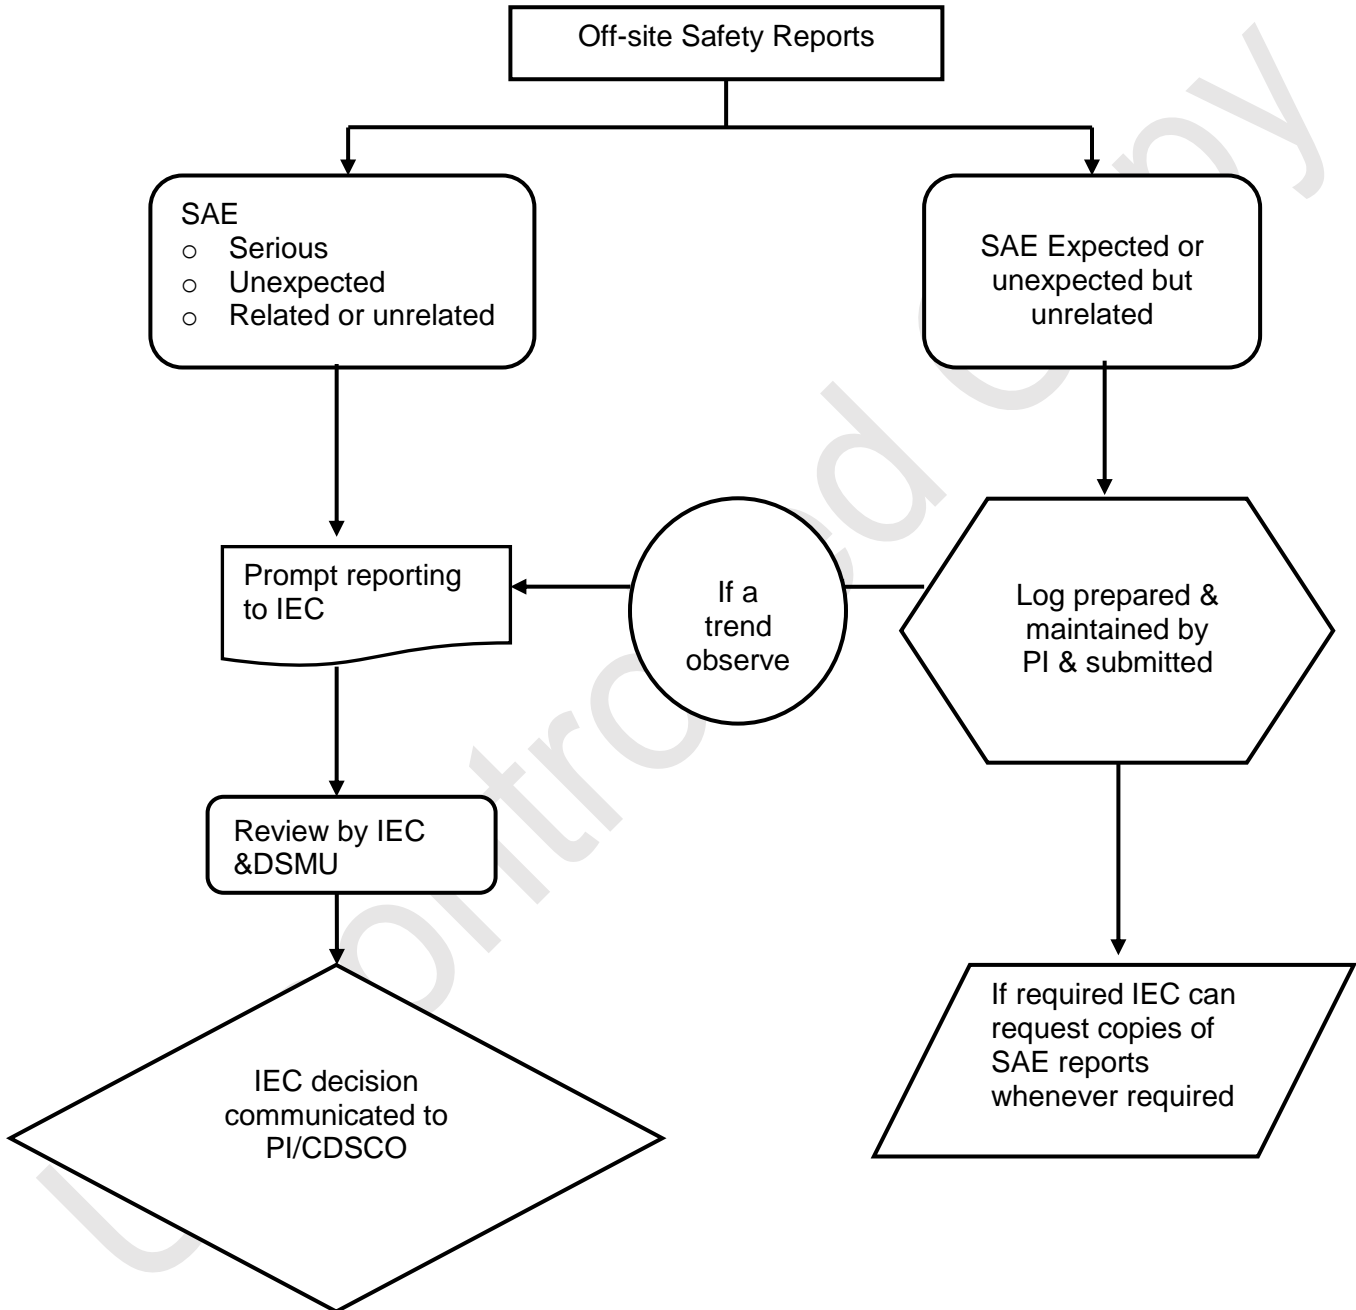 Off-site Safety Reports
SAE
o Serious
o Unexpected
o Related or unrelated
SAE Expected or
unexpected but
unrelated
Prompt reporting
to IEC
If a
trend
observe
Log prepared &
maintained by
PI & submitted
Review by IEC
&DSMU
IEC decision
communicated to
PI/CDSCO
If required IEC can
request copies of
SAE reports
whenever required